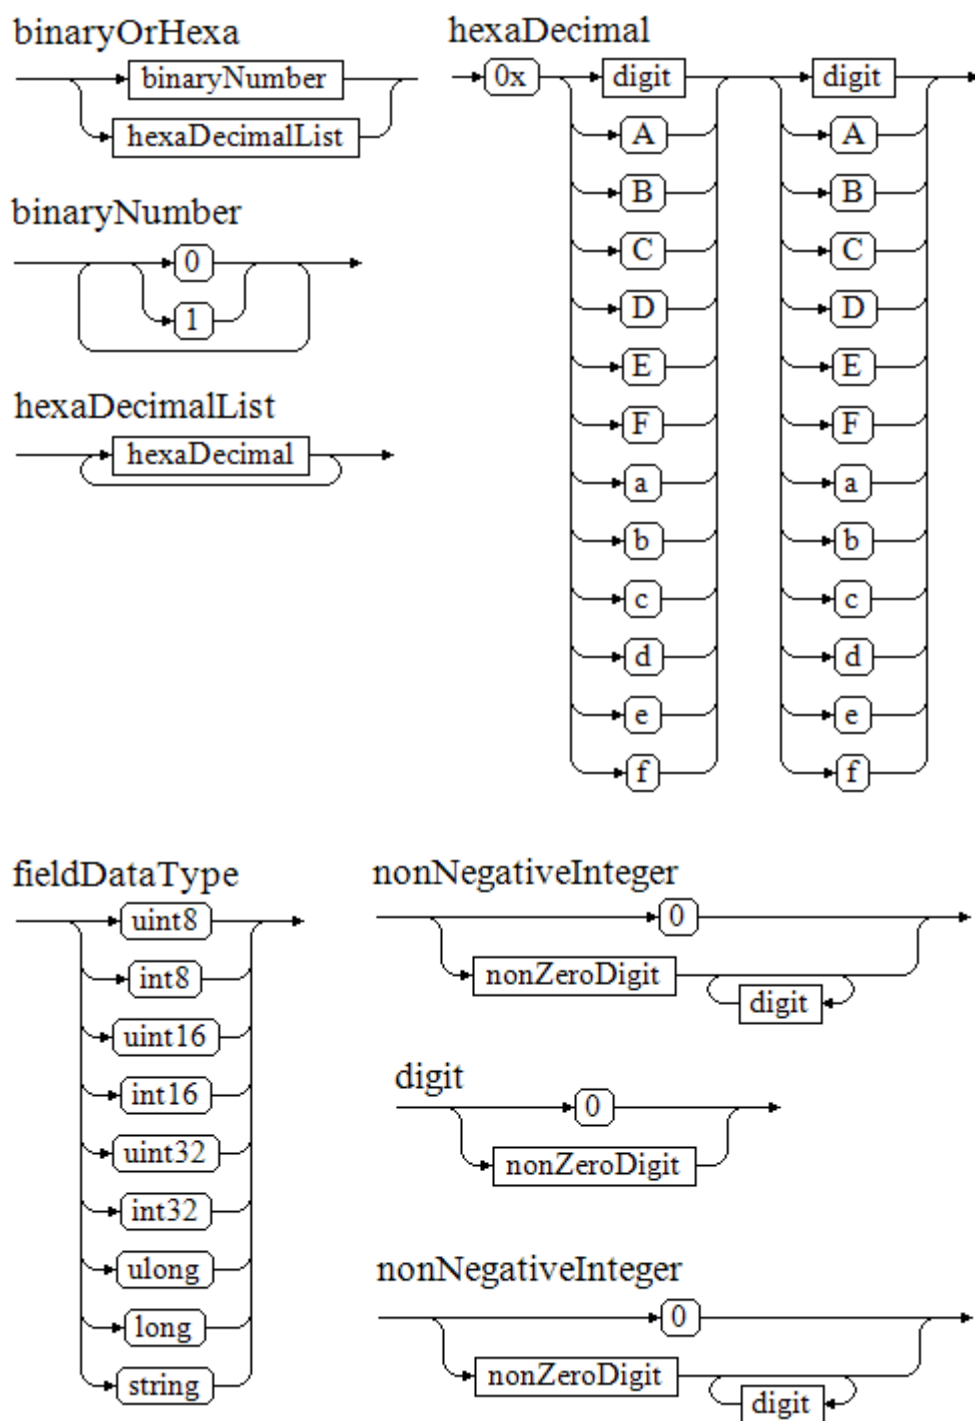 binaryOrHexa
binaryNumber
hexaDecimalList
binaryNumber
0
1
hexaDecimalList
hexaDecimal
hexaDecimal
0x digit digit
A A
B B
C C
D D
E E
F F
a a
b b
c c
d d
e e
f f
fieldDataType
uint8
int8
uint16
int16
uint32
int32
ulong
long
string
nonNegativeInteger
0
nonZeroDigit
digit
digit
0
nonZeroDigit
nonNegativeInteger
0
nonZeroDigit
digit